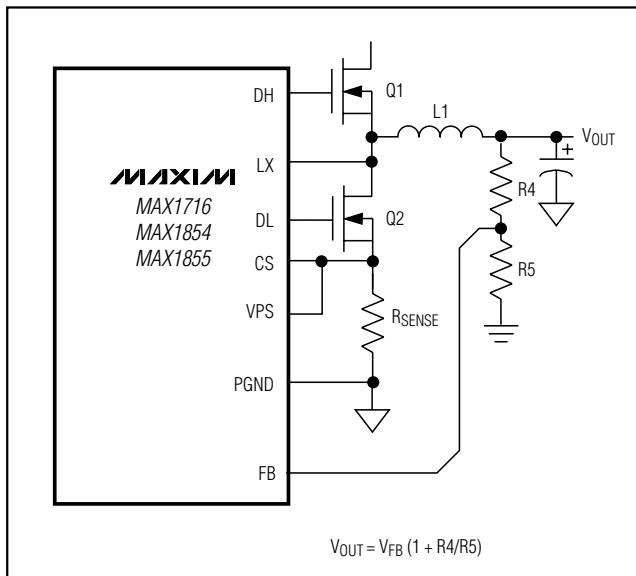 DH
Q1
L1
VOUT
LX
MAXIM
R4
MAX1716
MAX1854
MAX1855
DL
Q2
CS
R5
VPS
RSENSE
PGND
+
FB
VOUT = VFB (1 + R4/R5)